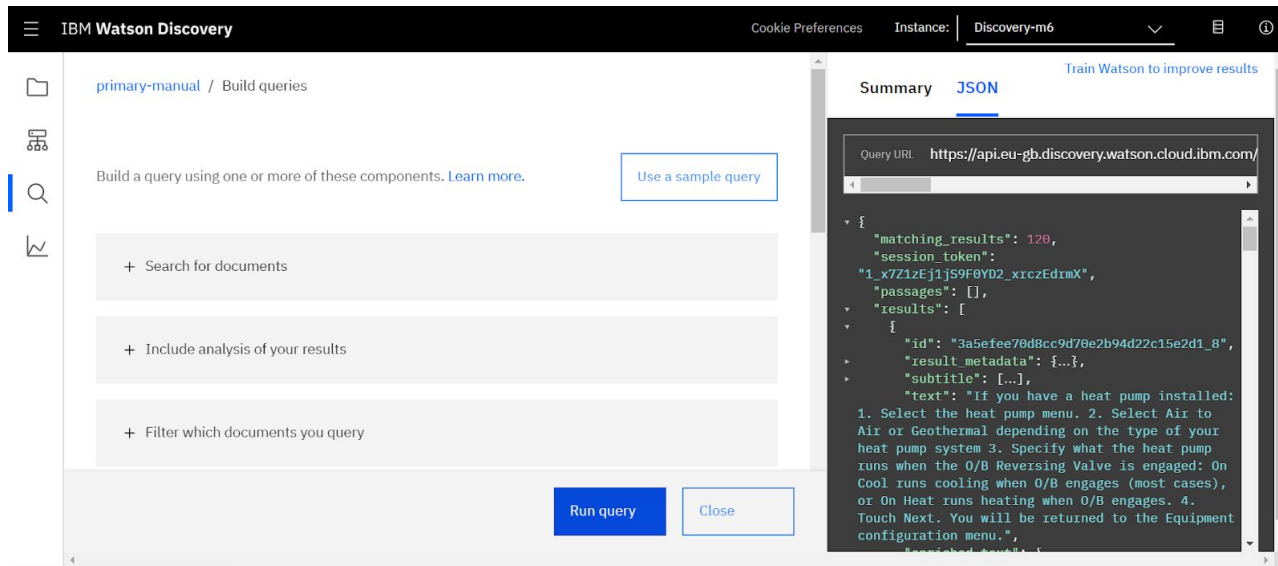 IBM Watson Discovery
Cookie Preferences
Instance:
Discovery-m6
primary-manual / Build queries
Build a query using one or more of these components. Learn more.
Use a sample query
+ Search for documents
+ Include analysis of your results
+ Filter which documents you query
Run query
Close
Train Watson to improve results
Summary
JSON
Query URL https://api.eu-gb.discovery.watson.cloud.ibm.com/
{
"matching_results": 120,
"session_token":
"1_x7Z1zEj1jS9F0YD2_xrczEdrmX",
"passages": [],
"results": [
{
"id": "3a5efee70d8cc9d70e2b94d22c15e2d1_8",
"result_metadata": {...},
"subtitle": [...],
"text": "If you have a heat pump installed:
1. Select the heat pump menu. 2. Select Air to
Air or Geothermal depending on the type of your
heat pump system 3. Specify what the heat pump
runs when the O/B Reversing Valve is engaged: On
Cool runs cooling when O/B engages (most cases),
or On Heat runs heating when O/B engages. 4.
Touch Next. You will be returned to the Equipment
configuration menu.",